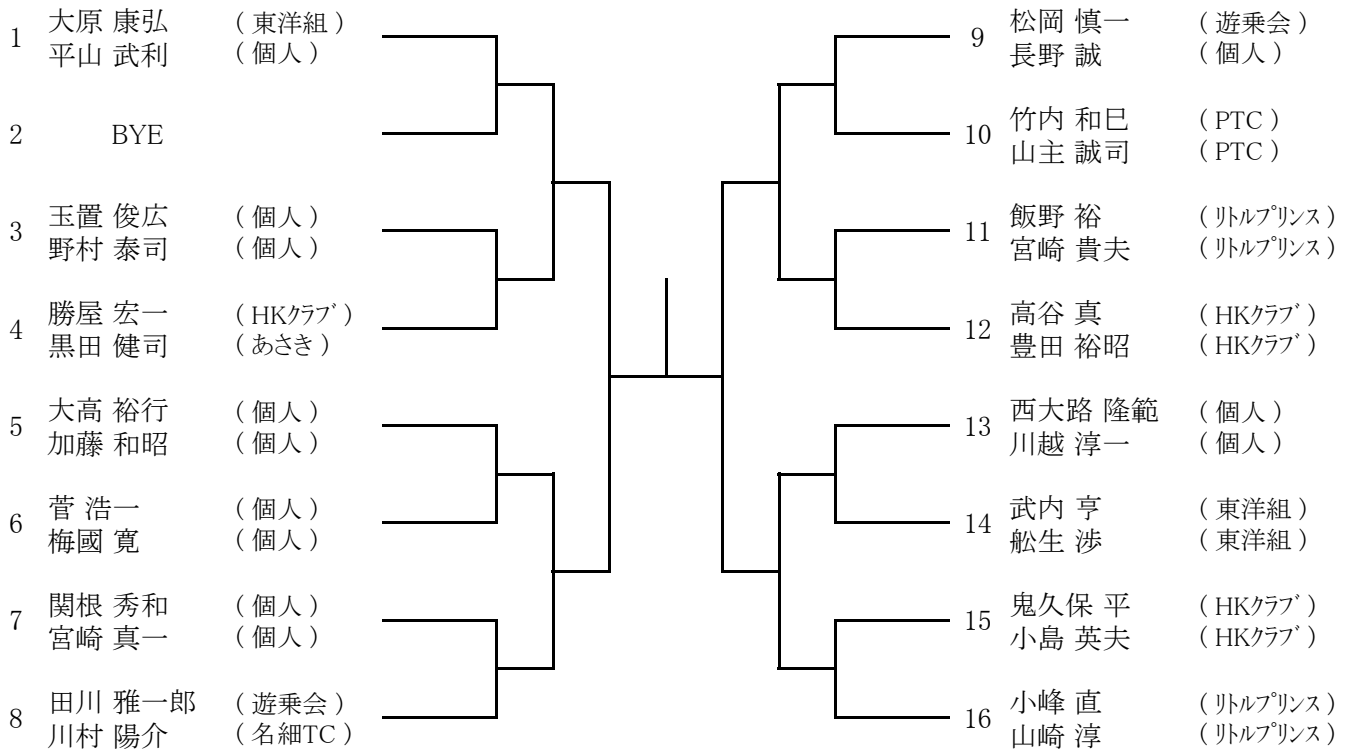 1 大原 康弘 ( 東洋組 )
平山 武利 ( 個人 )
2 BYE
3 玉置 俊広 ( 個人 )
野村 泰司 ( 個人 )
4 勝屋 宏一 ( HKｸﾗﾌﾞ )
黒田 健司 ( あさき )
5 大高 裕行 ( 個人 )
加藤 和昭 ( 個人 )
6 菅 浩一 ( 個人 )
梅國 寛 ( 個人 )
7 関根 秀和 ( 個人 )
宮崎 真一 ( 個人 )
8 田川 雅一郎 ( 遊乗会 )
川村 陽介 ( 名細TC )
9 松岡 慎一 ( 遊乗会 )
長野 誠 ( 個人 )
10 竹内 和巳 ( PTC )
山主 誠司 ( PTC )
11 飯野 裕 ( ﾘﾄﾙﾌﾟﾘﾝｽ )
宮崎 貴夫 ( ﾘﾄﾙﾌﾟﾘﾝｽ )
12 高谷 真 ( HKｸﾗﾌﾞ )
豊田 裕昭 ( HKｸﾗﾌﾞ )
13 西大路 隆範 ( 個人 )
川越 淳一 ( 個人 )
14 武内 亨 ( 東洋組 )
舩生 渉 ( 東洋組 )
15 鬼久保 平 ( HKｸﾗﾌﾞ )
小島 英夫 ( HKｸﾗﾌﾞ )
16 小峰 直 ( ﾘﾄﾙﾌﾟﾘﾝｽ )
山崎 淳 ( ﾘﾄﾙﾌﾟﾘﾝｽ )